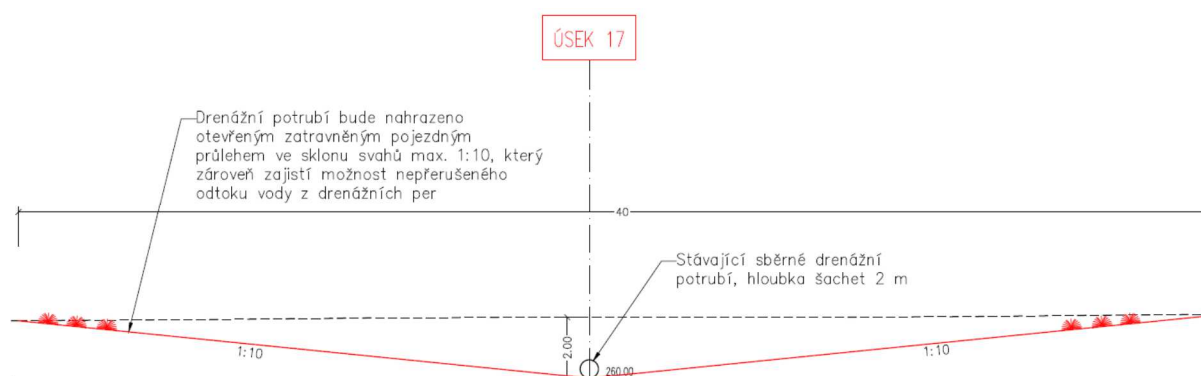 ÚSEK 17
Drenážní potrubí bude nahrazeno
otevřeným zatravněným pojezdným
průlehem ve sklonu svahů max. 1:10, který
zároveň zajistí možnost nepřerušeného
odtoku vody z drenážních per
40
Stávající sběrné drenážní
potrubí, hloubka šachet 2 m
1:10
2.00
260.00
1:10